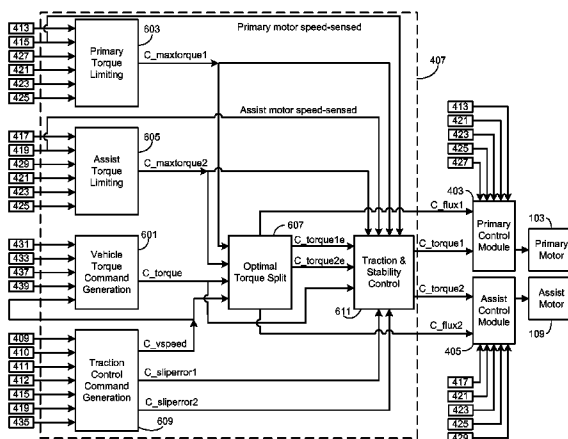 413
415
427
421
423
425
Primary
Torque
Limiting
603
Primary motor speed-sensed
C_maxtorque1
407
417
419
429
421
423
425
Assist
Torque
Limiting
605
Assist motor speed-sensed
C_maxtorque2
431
433
437
439
Vehicle
Torque
Command
Generation
601
C_torque
409
410
411
412
415
419
435
Traction
Control
Command
Generation
609
C_vspeed
C_sliperror1
C_sliperror2
Optimal
Torque Split
607
C_torque1e
C_torque2e
Traction &
Stability
Control
611
C_flux1
C_torque1
C_torque2
C_flux2
413
421
423
425
427
403
Primary
Control
Module
103
Primary
Motor
Assist
Control
Module
405
Assist Motor
109
417
421
423
425
429